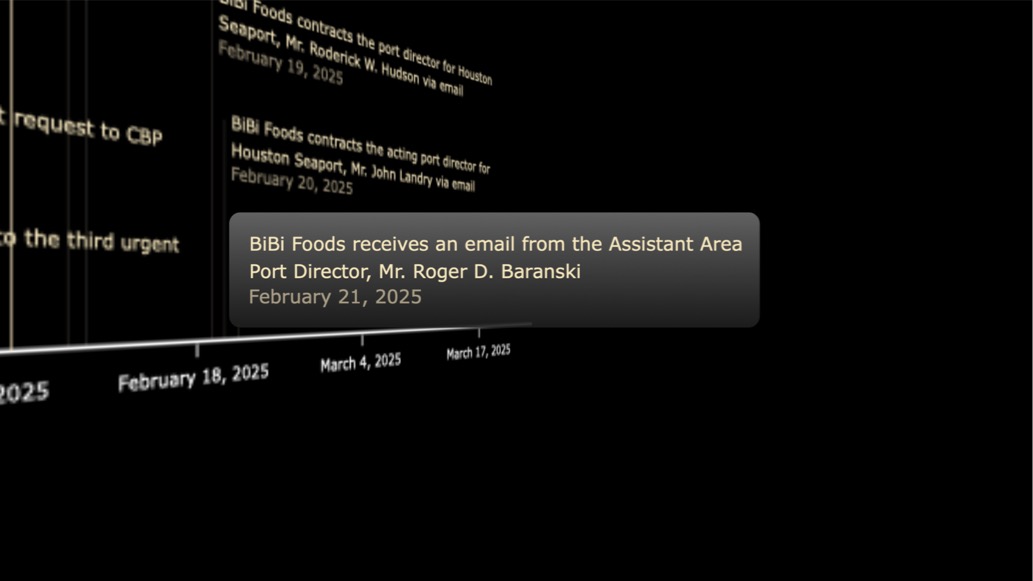 BiBi Foods contracts the port director for Houston
Seaport, Mr. Roderick W. Hudson via email
February 19, 2025
t request to CBP
BiBi Foods contracts the acting port director for
Houston Seaport, Mr. John Landry via email
February 20, 2025
to the third urgent
BiBi Foods receives an email from the Assistant Area
Port Director, Mr. Roger D. Baranski
February 21, 2025
2025
February 18, 2025
March 4, 2025
March 17, 2025